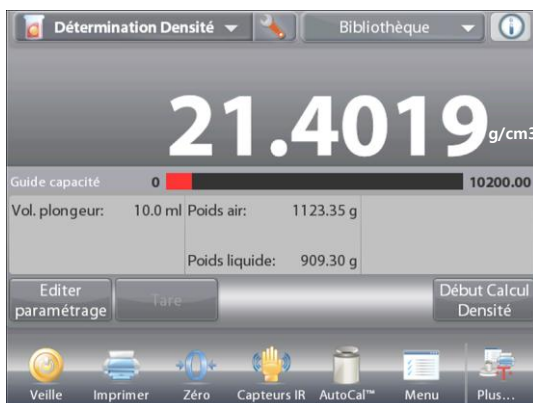 Détermination Densité
Bibliothèque
21.4019 g/cm3
Guide capacité 0 10200.00
Vol. plongeur: 10.0 ml Poids air: 1123.35 g
Poids liquide: 909.30 g
Editer
paramétrage
Tare
Début Calcul
Densité
Veille Imprimer Zéro Capteurs IR AutoCal™ Menu Plus...